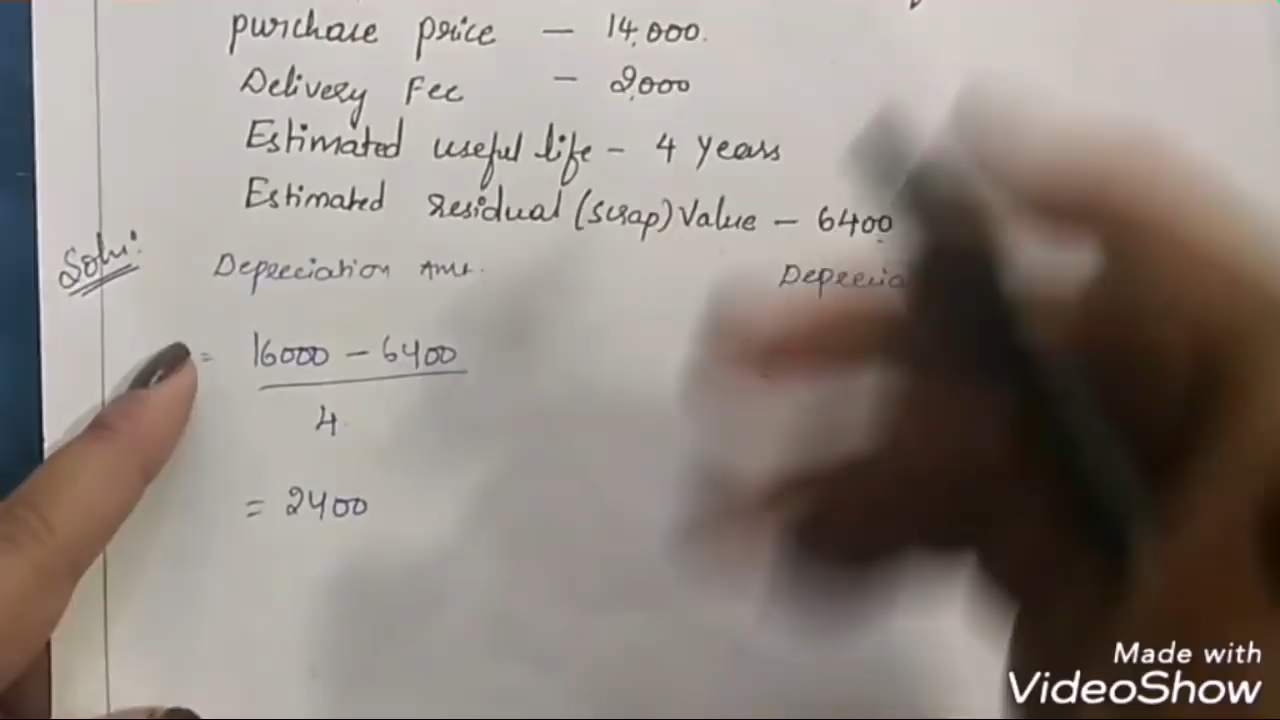 purchase price - 14,000.
Delivery Fee - 2,000
Estimated useful life - 4 years
Estimated residual (scrap) Value - 6400
Soln:
Depreciation Amt.
= 16000 - 6400
4
= 2400
Made with
VideoShow